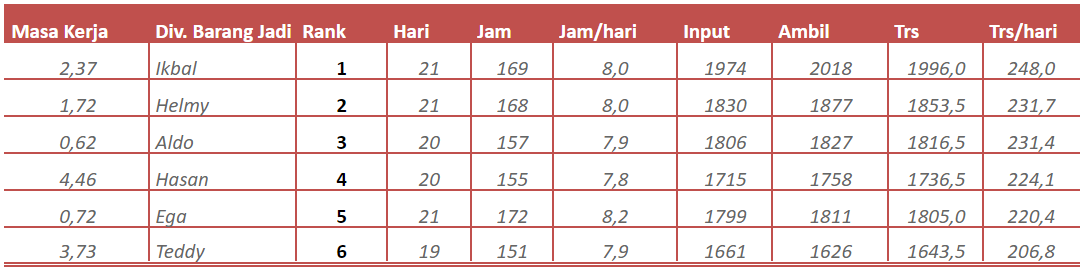 Masa Kerja Div. Barang Jadi Rank Hari Jam Jam/hari Input Ambil Trs Trs/hari
2,37 Ikbal 1 21 169 8,0 1974 2018 1996,0 248,0
1,72 Helmy 2 21 168 8,0 1830 1877 1853,5 231,7
0,62 Aldo 3 20 157 7,9 1806 1827 1816,5 231,4
4,46 Hasan 4 20 155 7,8 1715 1758 1736,5 224,1
0,72 Ega 5 21 172 8,2 1799 1811 1805,0 220,4
3,73 Teddy 6 19 151 7,9 1661 1626 1643,5 206,8